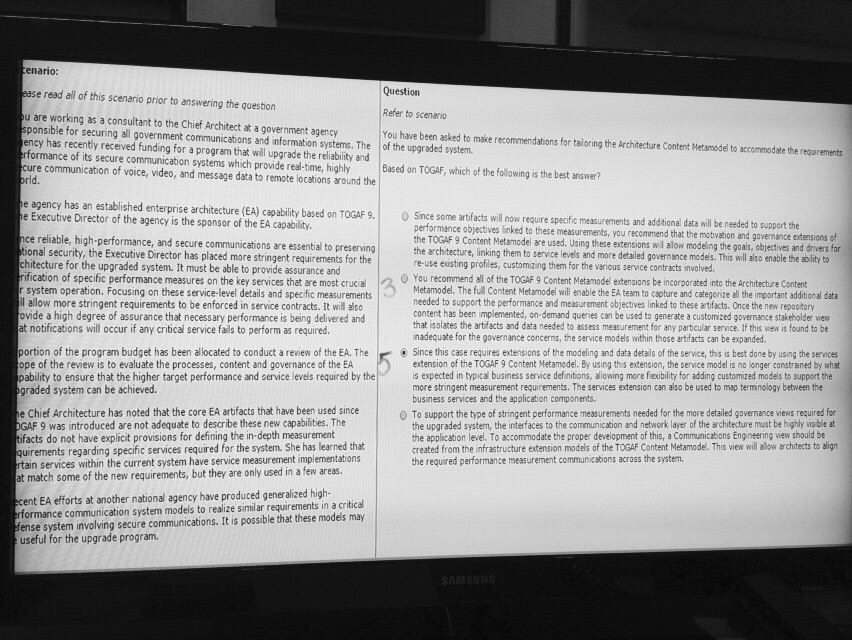 cenario:
ease read all of this scenario prior to answering the question
ou are working as a consultant to the Chief Architect at a government agency
sponsible for securing all government communications and information systems. The
ency has recently received funding for a program that will upgrade the reliability and
rformance of its secure communication systems which provide real-time, highly
cure communication of voice, video, and message data to remote locations around the
orld.
he agency has an established enterprise architecture (EA) capability based on TOGAF 9.
he Executive Director of the agency is the sponsor of the EA capability.
nce reliable, high-performance, and secure communications are essential to preserving
ational security, the Executive Director has placed more stringent requirements for the
chitecture for the upgraded system. It must be able to provide assurance and
rification of specific performance measures on the key services that are most crucial
r system operation. Focusing on these service-level details and specific measurements
ill allow more stringent requirements to be enforced in service contracts. It will also
ovide a high degree of assurance that necessary performance is being delivered and
at notifications will occur if any critical service fails to perform as required.
portion of the program budget has been allocated to conduct a review of the EA. The
ope of the review is to evaluate the processes, content and governance of the EA
pability to ensure that the higher target performance and service levels required by the
pgraded system can be achieved.
he Chief Architecture has noted that the core EA artifacts that have been used since
OGAF 9 was introduced are not adequate to describe these new capabilities. The
tifacts do not have explicit provisions for defining the in-depth measurement
quirements regarding specific services required for the system. She has learned that
rtain services within the current system have service measurement implementations
at match some of the new requirements, but they are only used in a few areas.
ecent EA efforts at another national agency have produced generalized high-
erformance communication system models to realize similar requirements in a critical
efense system involving secure communications. It is possible that these models may
e useful for the upgrade program.
Question
Refer to scenario
You have been asked to make recommendations for tailoring the Architecture Content Metamodel to accommodate the requirements
of the upgraded system.
Based on TOGAF, which of the following is the best answer?
Since some artifacts will now require specific measurements and additional data will be needed to support the
performance objectives linked to these measurements, you recommend that the motivation and governance extensions of
the TOGAF 9 Content Metamodel are used. Using these extensions will allow modeling the goals, objectives and drivers for
the architecture, linking them to service levels and more detailed governance models. This will also enable the ability to
re-use existing profiles, customizing them for the various service contracts involved.
3
You recommend all of the TOGAF 9 Content Metamodel extensions be incorporated into the Architecture Content
Metamodel. The full Content Metamodel will enable the EA team to capture and categorize all the important additional data
needed to support the performance and measurement objectives linked to these artifacts. Once the new repository
content has been implemented, on-demand queries can be used to generate a customized governance stakeholder view
that isolates the artifacts and data needed to assess measurement for any particular service. If this view is found to be
inadequate for the governance concerns, the service models within those artifacts can be expanded.
5
Since this case requires extensions of the modeling and data details of the service, this is best done by using the services
extension of the TOGAF 9 Content Metamodel. By using this extension, the service model is no longer constrained by what
is expected in typical business service definitions, allowing more flexibility for adding customized models to support the
more stringent measurement requirements. The services extension can also be used to map terminology between the
business services and the application components.
To support the type of stringent performance measurements needed for the more detailed governance views required for
the upgraded system, the interfaces to the communication and network layer of the architecture must be highly visible at
the application level. To accommodate the proper development of this, a Communications Engineering view should be
created from the infrastructure extension models of the TOGAF Content Metamodel. This view will allow architects to align
the required performance measurement communications across the system.
SAMSUNG